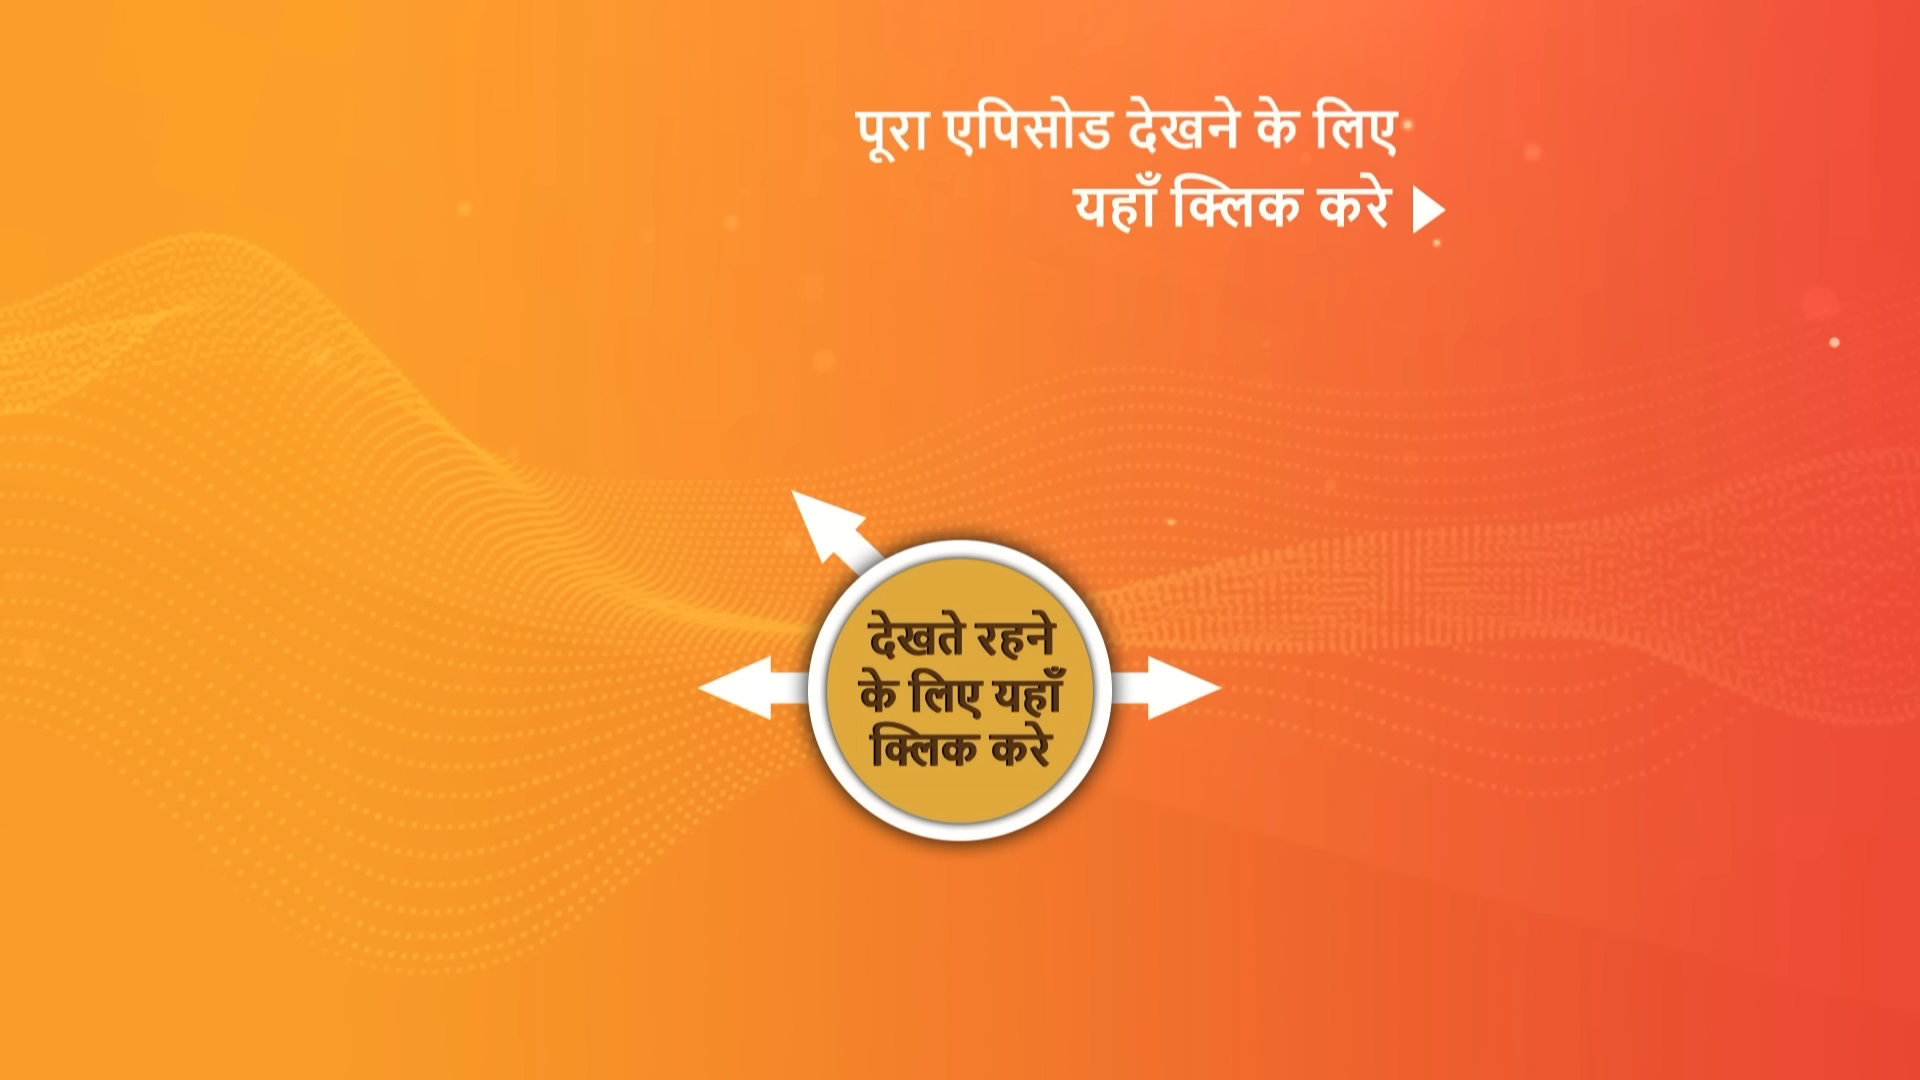 पूरा एपिसोड देखने के लिए
यहाँ क्लिक करे
देखते रहने
के लिए यहाँ
क्लिक करे